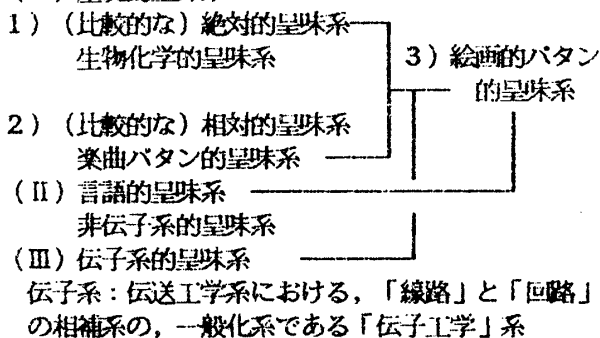 1）（比較的な）絶対的呈味系
生物化学的呈味系
3）絵画的パタン
的呈味系
2）（比較的な）相対的呈味系
楽曲パタン的呈味系
（II）言語的呈味系
非伝子系的呈味系
（III）伝子系的呈味系
伝子系：伝送工学系における，「線路」と「回路」
の相補系の，一般化系である「伝子工学」系